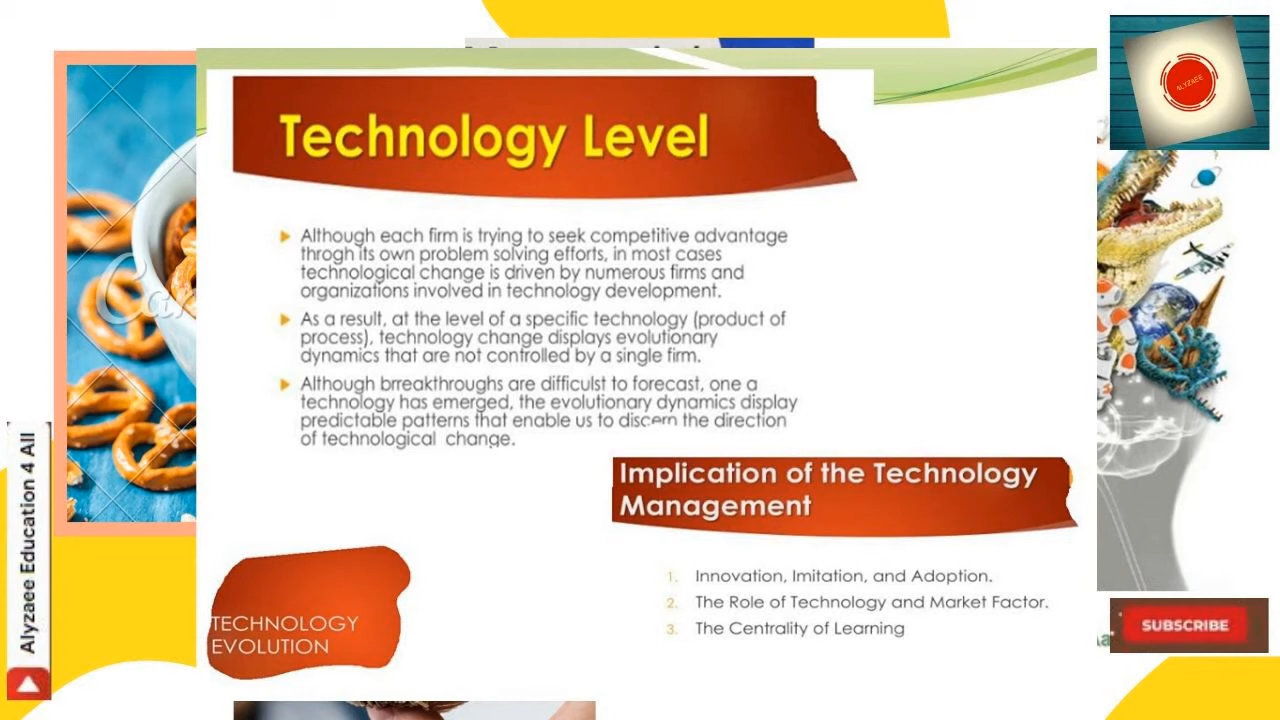 ALYZAEE
Technology Level
Although each firm is trying to seek competitive advantage
throgh its own problem solving efforts, in most cases
technological change is driven by numerous firms and
organizations involved in technology development.
As a result, at the level of a specific technology (product of
process), technology change displays evolutionary
dynamics that are not controlled by a single firm.
Although brreakthroughs are difficulst to forecast, one a
technology has emerged, the evolutionary dynamics display
predictable patterns that enable us to discern the direction
of technological change.
Implication of the Technology
Management
1. Innovation, Imitation, and Adoption.
2. The Role of Technology and Market Factor.
3. The Centrality of Learning
TECHNOLOGY
EVOLUTION
Alyzaee Education 4 All
SUBSCRIBE